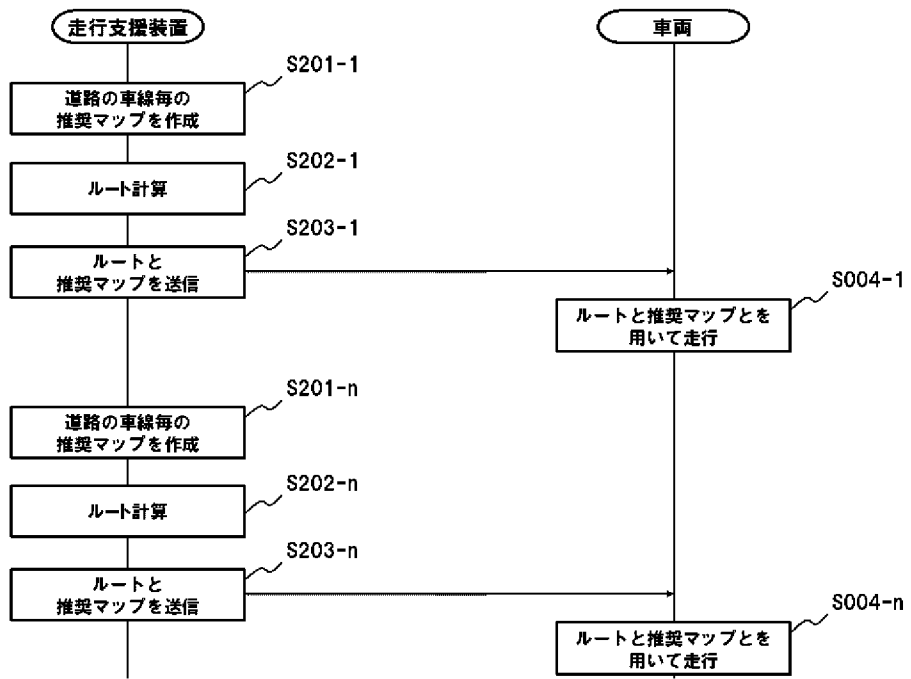 走行支援装置
車両
S201-1
道路の車線毎の
推奨マップを作成
S202-1
ルート計算
S203-1
ルートと
推奨マップを送信
S004-1
ルートと推奨マップとを
用いて走行
S201-n
道路の車線毎の
推奨マップを作成
S202-n
ルート計算
S203-n
ルートと
推奨マップを送信
S004-n
ルートと推奨マップとを
用いて走行